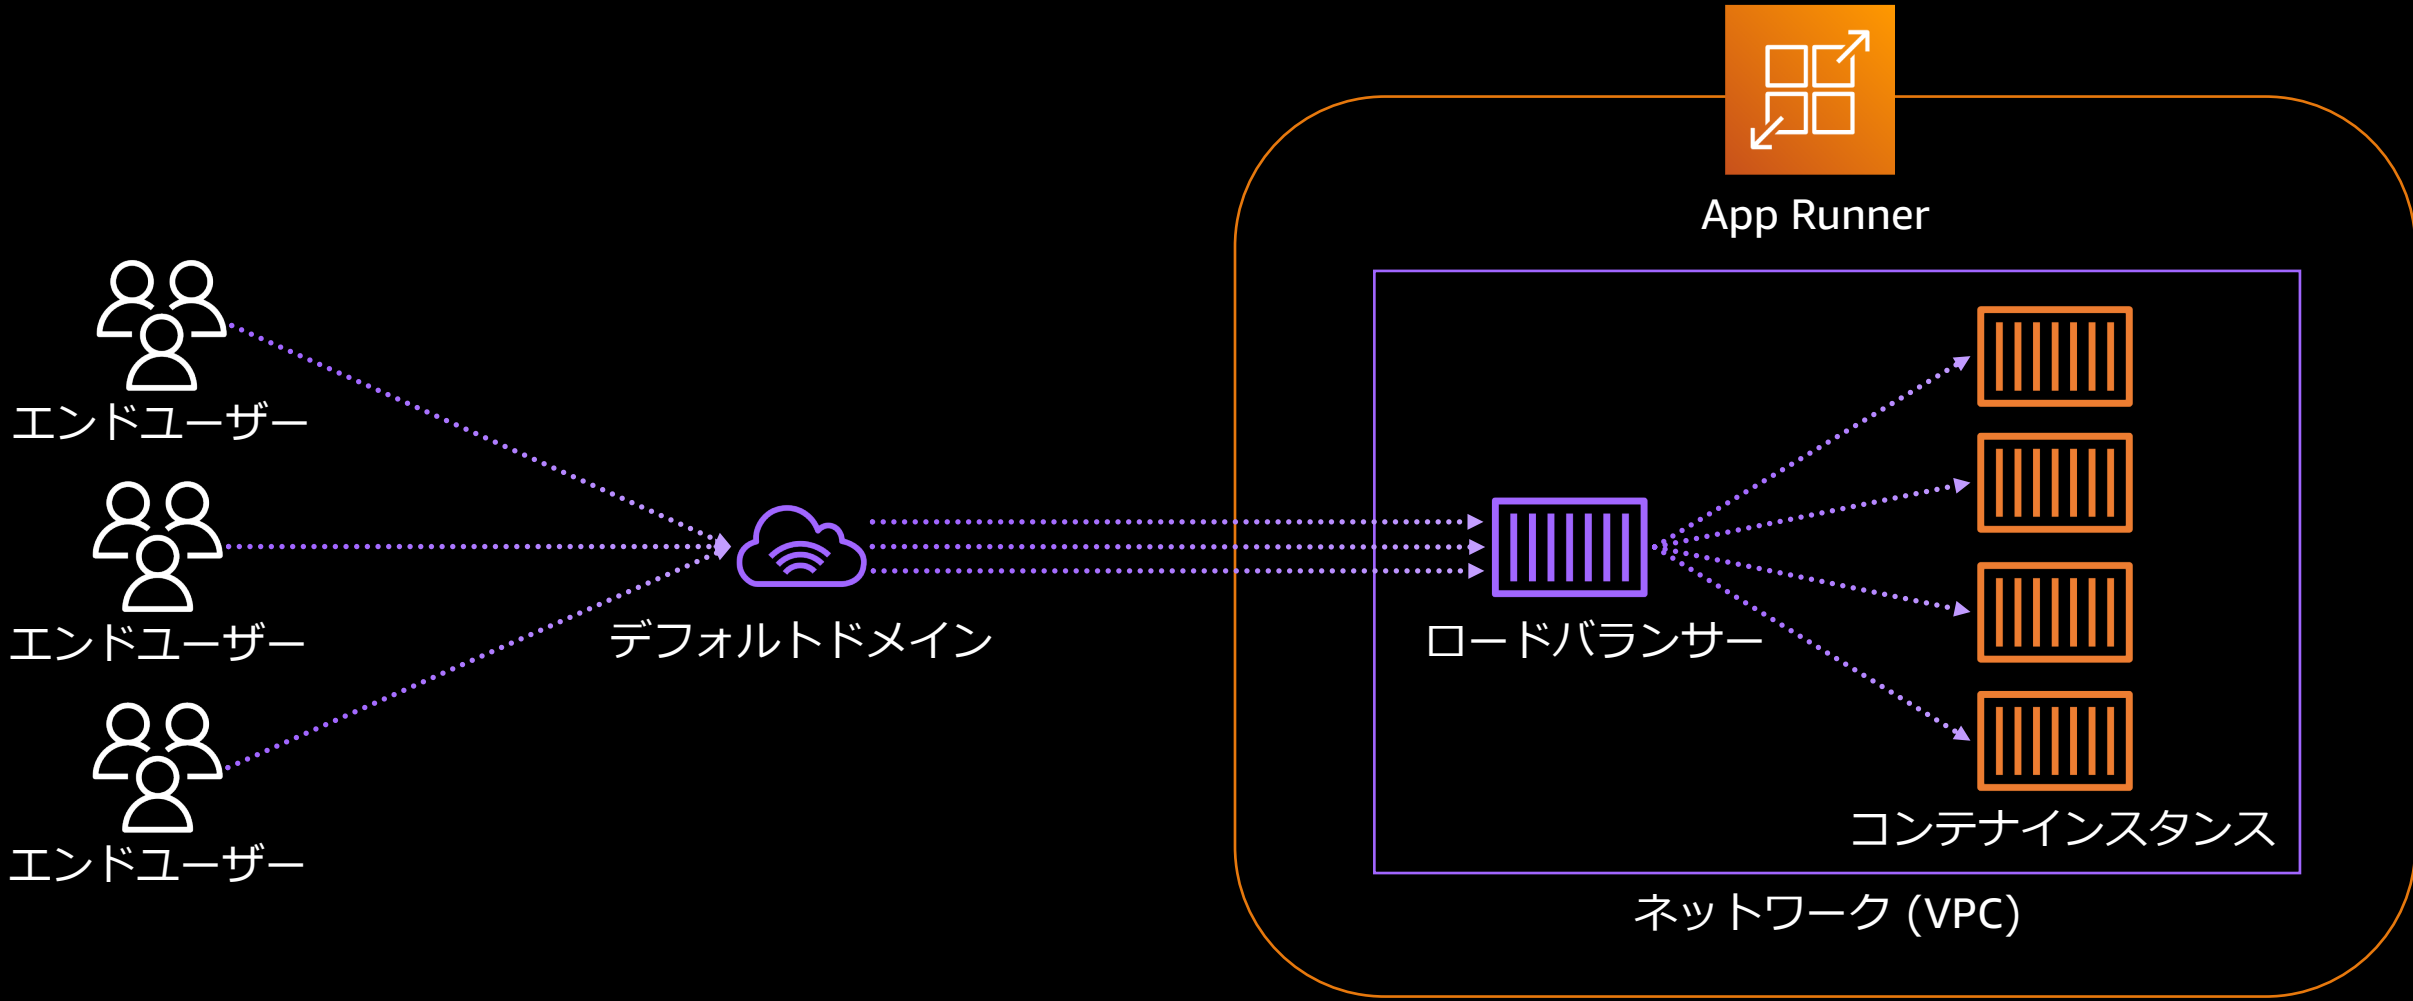 App Runner
エンドユーザー
エンドユーザー
エンドユーザー
デフォルトドメイン
ロードバランサー
コンテナインスタンス
ネットワーク (VPC)